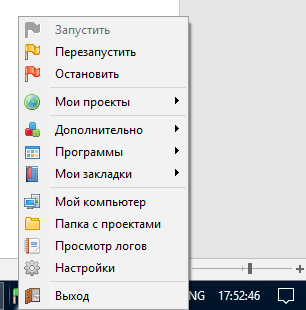 Запустить
Перезапустить
Остановить
Мои проекты
Дополнительно
Программы
Мои закладки
Мой компьютер
Папка с проектами
Просмотр логов
Настройки
Выход
NG 17:52:46